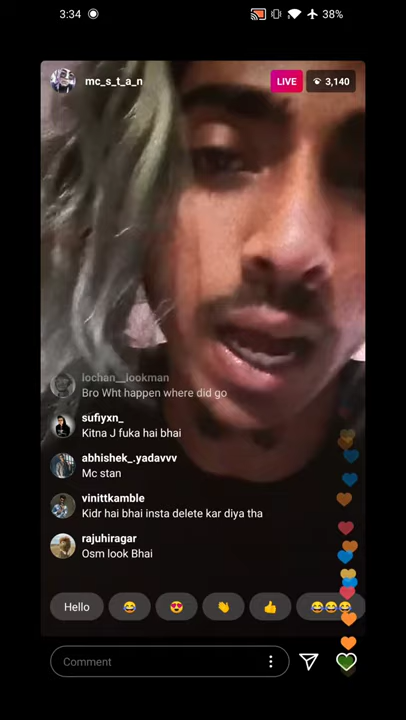 3:34
38%
mc_s_t_a_n
LIVE
3,140
lochan__lookman
Bro Wht happen where did go
sufiyxn_
Kitna J fuka hai bhai
abhishek_.yadavvv
Mc stan
vinittkamble
Kidr hai bhai insta delete kar diya tha
rajuhiragar
Osm look Bhai
Hello
Comment